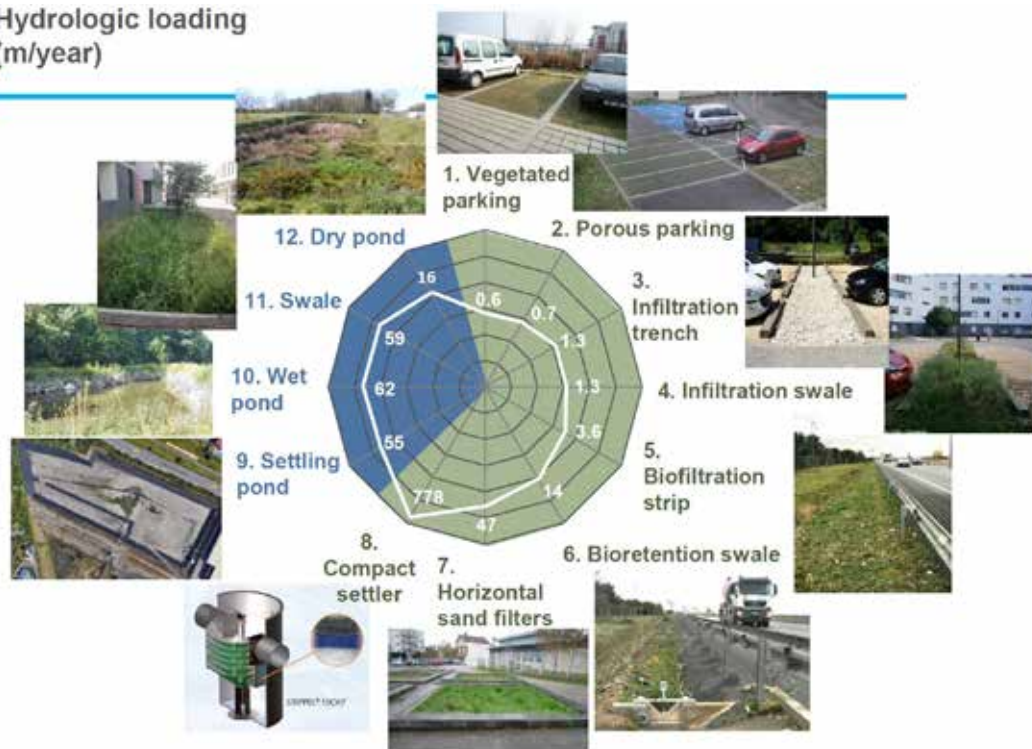 Hydrologic loading
(m/year)
1. Vegetated
parking
2. Porous parking
3.
Infiltration
trench
4. Infiltration swale
5.
Biofiltration
strip
6. Bioretention swale
7.
Horizontal
sand filters
8.
Compact
settler
9. Settling
pond
10. Wet
pond
11. Swale
12. Dry pond
0.6
0.7
1.3
1.3
3.6
14
47
778
55
62
59
16